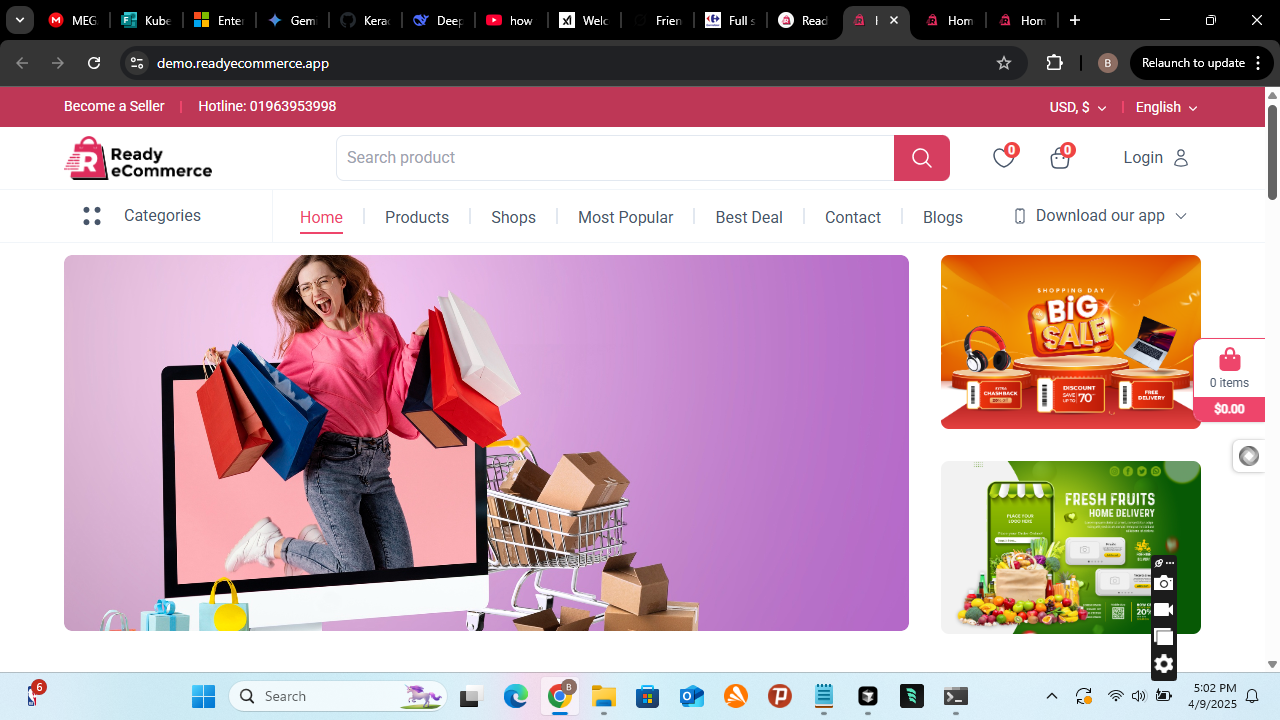 MEG
Kube
Enter
Gem
Kera
Deep
how
Welc
Frien
Full s
Read
Hom
Hom
demo.readyecommerce.app
B
Relaunch to update
Become a Seller
Hotline: 01963953998
USD, $
English
Ready
eCommerce
Search product
0
0
Login
Categories
Home
Products
Shops
Most Popular
Best Deal
Contact
Blogs
Download our app
SHOPPING DAY
BIG
SALE
EXTRA
CASHBACK
DISCOUNT
SAVE UP TO 70%
FREE
DELIVERY
0 items
$0.00
FRESH FRUITS
HOME DELIVERY
PLACE YOUR
LOGO HERE
6
Search
B
5:02 PM
4/9/2025